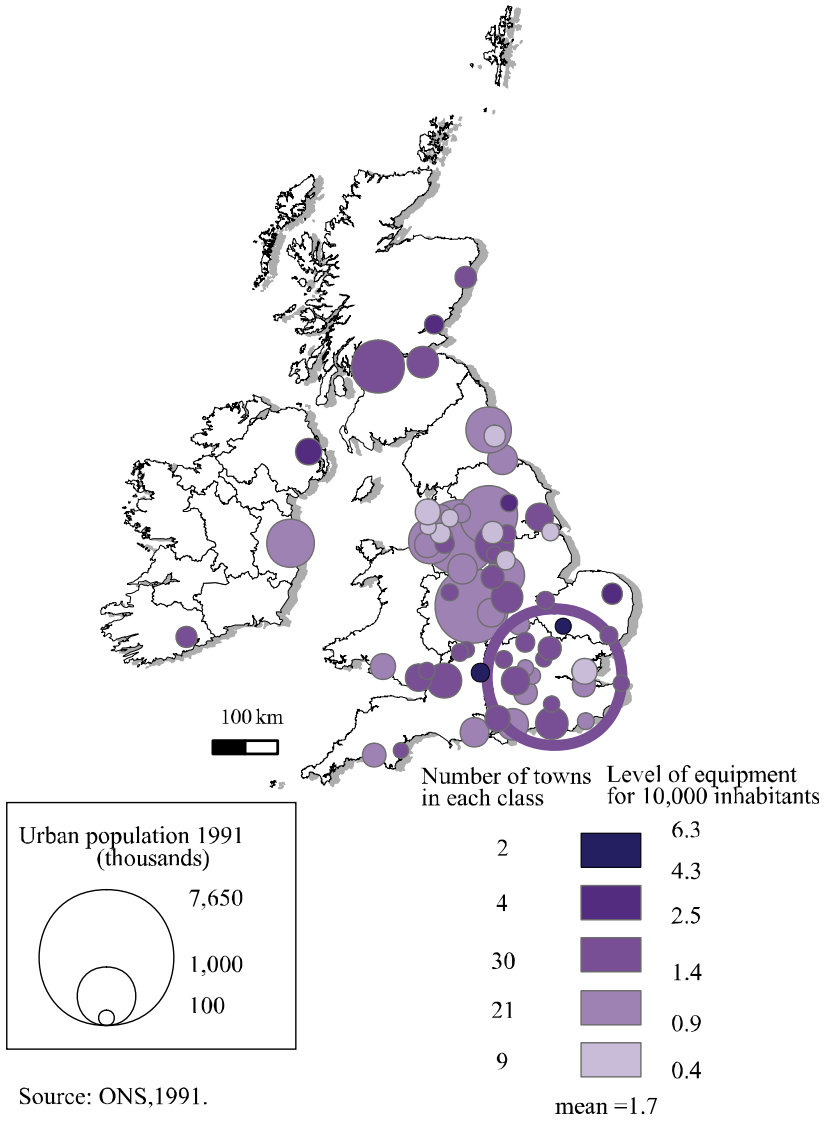 100 km
Number of towns
in each class
Level of equipment
for 10,000 inhabitants
2
4
30
21
9
6.3
4.3
2.5
1.4
0.9
0.4
mean =1.7
Urban population 1991
(thousands)
7,650
1,000
100
Source: ONS,1991.